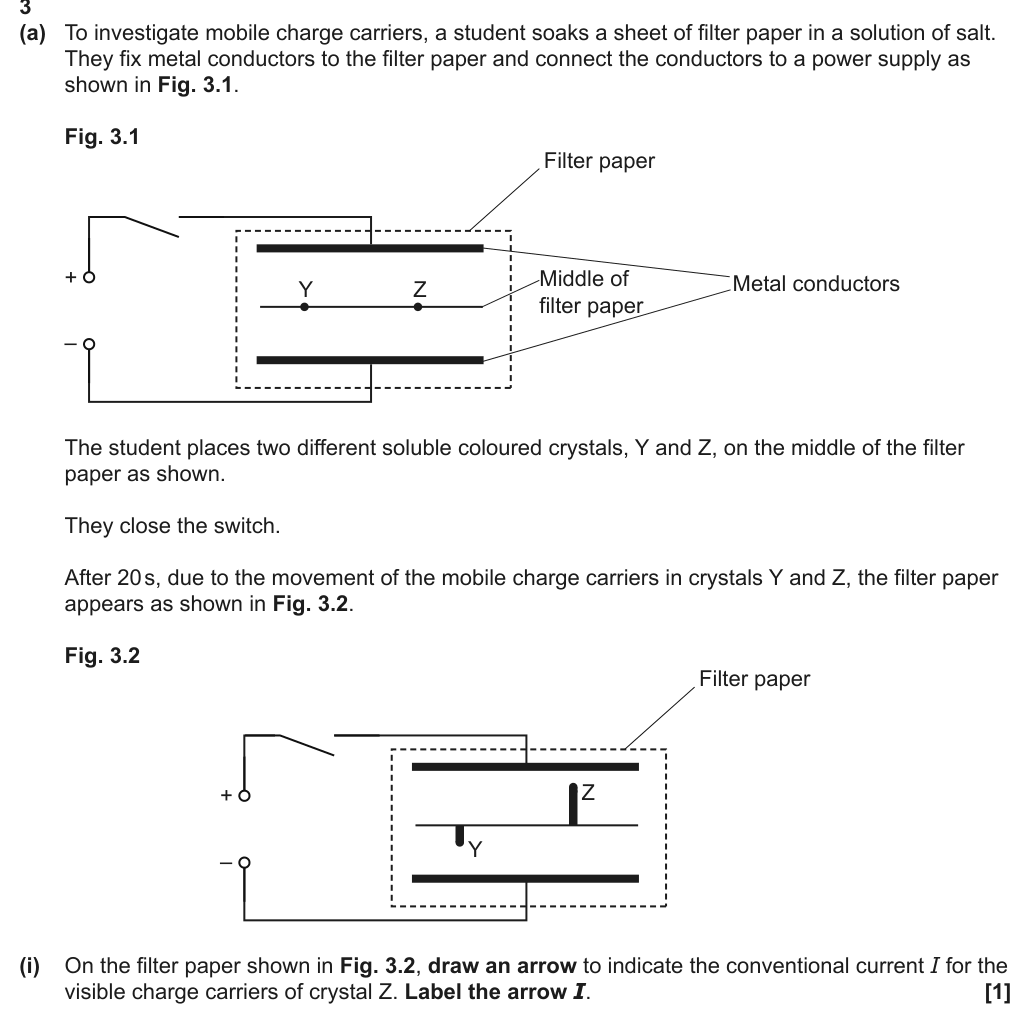 3
(a) To investigate mobile charge carriers, a student soaks a sheet of filter paper in a solution of salt.
They fix metal conductors to the filter paper and connect the conductors to a power supply as
shown in Fig. 3.1.
Fig. 3.1
Filter paper
+
Y
Z
Middle of
filter paper
Metal conductors
–
The student places two different soluble coloured crystals, Y and Z, on the middle of the filter
paper as shown.
They close the switch.
After 20 s, due to the movement of the mobile charge carriers in crystals Y and Z, the filter paper
appears as shown in Fig. 3.2.
Fig. 3.2
Filter paper
+
Z
Y
–
(i) On the filter paper shown in Fig. 3.2, draw an arrow to indicate the conventional current I for the
visible charge carriers of crystal Z. Label the arrow I. [1]